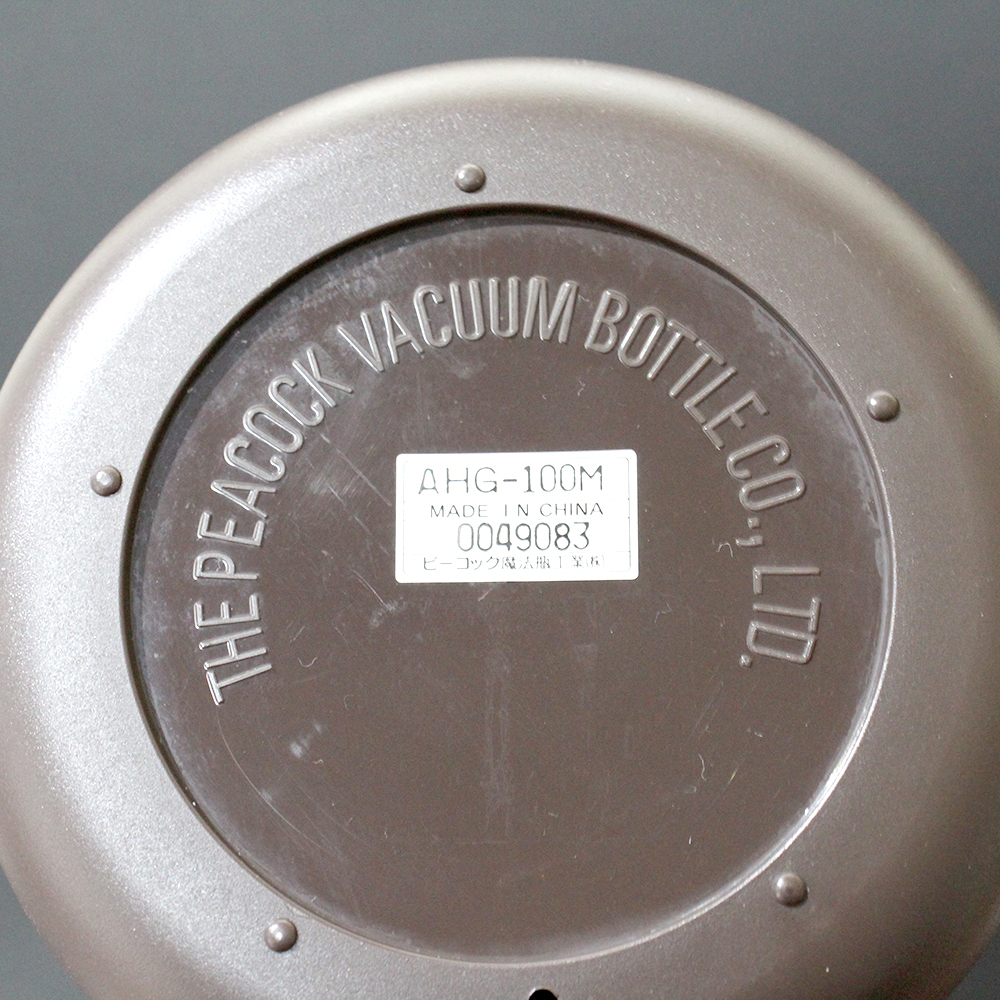 THE PEACOCK VACUUM BOTTLE CO., LTD.
AHG-100M
MADE IN CHINA
0049083
ピーコック魔法瓶工業㈱